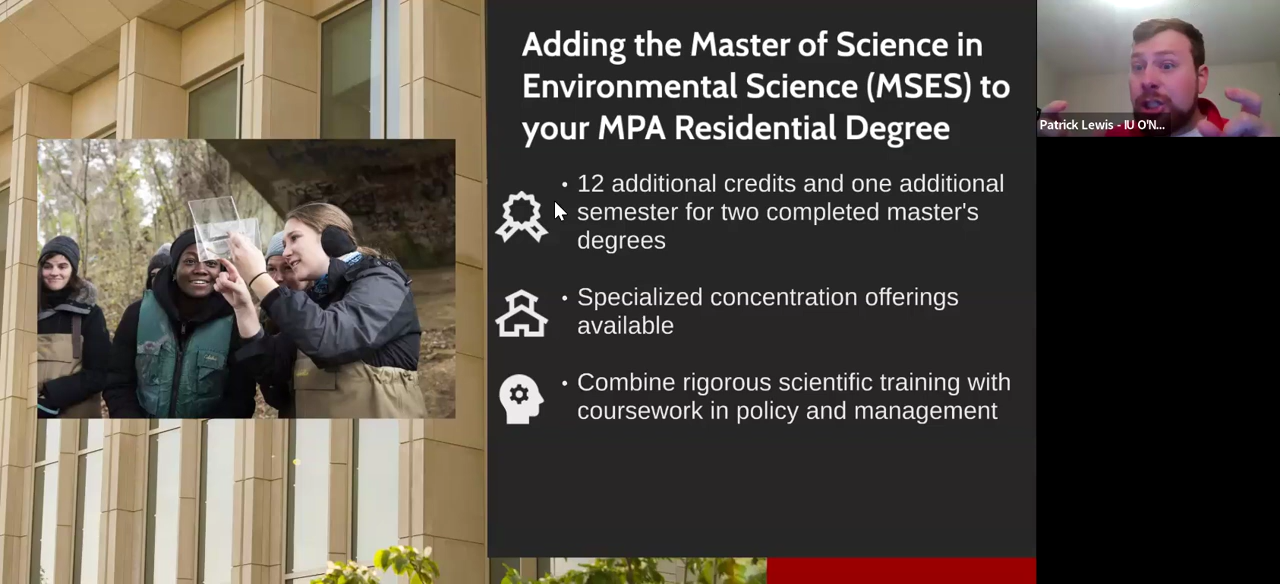 Adding the Master of Science in
Environmental Science (MSES) to
your MPA Residential Degree
• 12 additional credits and one additional
semester for two completed master's
degrees
• Specialized concentration offerings
available
• Combine rigorous scientific training with
coursework in policy and management
Patrick Lewis - IU O'N...